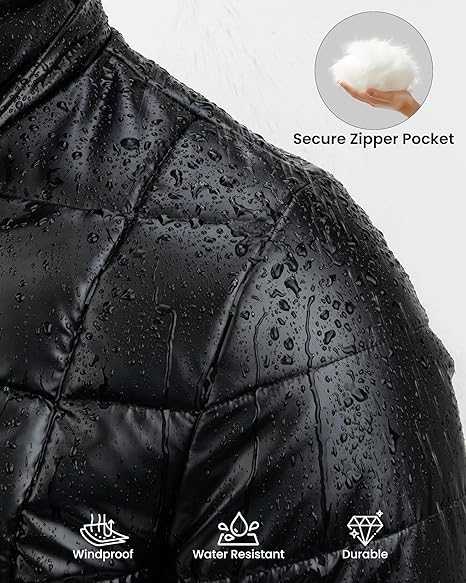 Secure Zipper Pocket
Windproof
Water Resistant
Durable